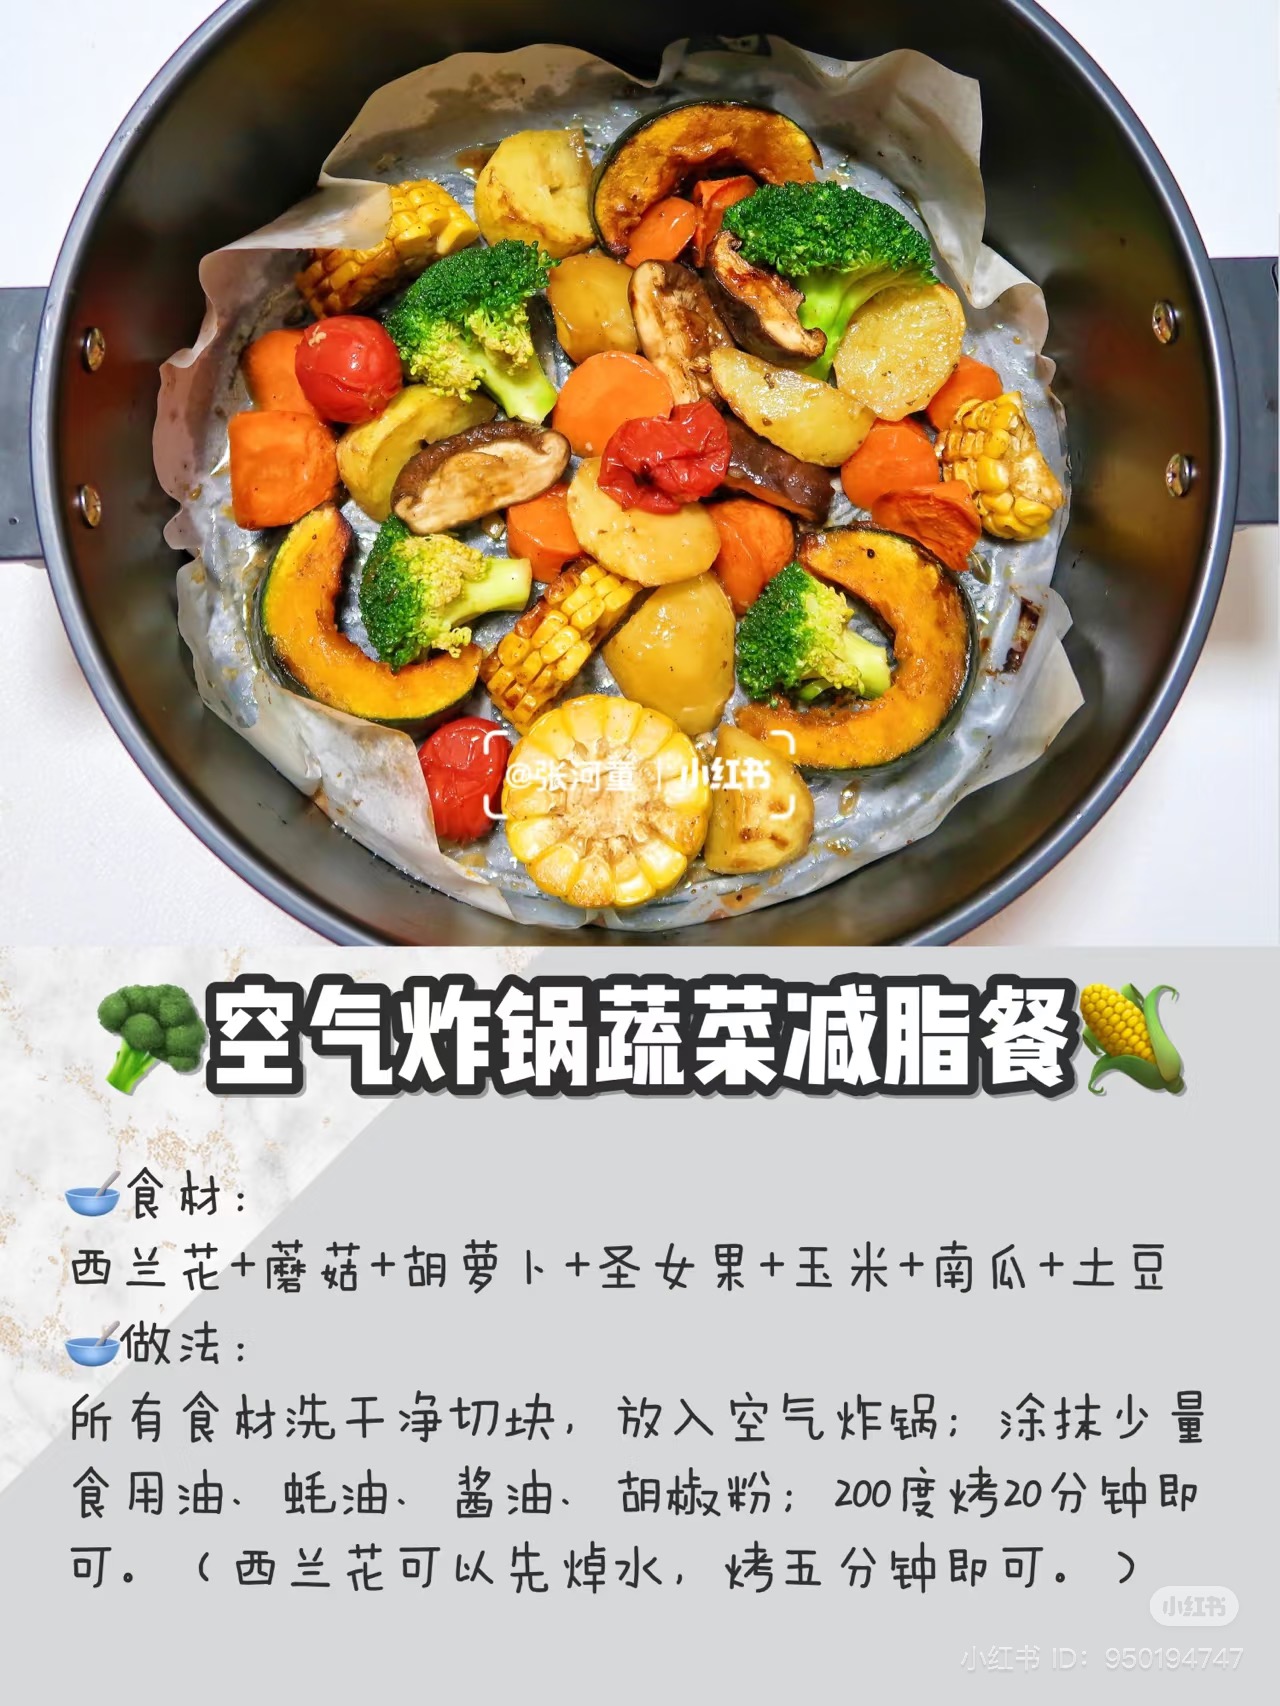 @张河童 | 小红书
空气炸锅蔬菜减脂餐
食材：
西兰花+蘑菇+胡萝卜+圣女果+玉米+南瓜+土豆
做法：
所有食材洗干净切块，放入空气炸锅；涂抹少量
食用油、蚝油、酱油、胡椒粉；200度烤20分钟即
可。（西兰花可以先焯水，烤五分钟即可。）
小红书
小红书 ID：950194747